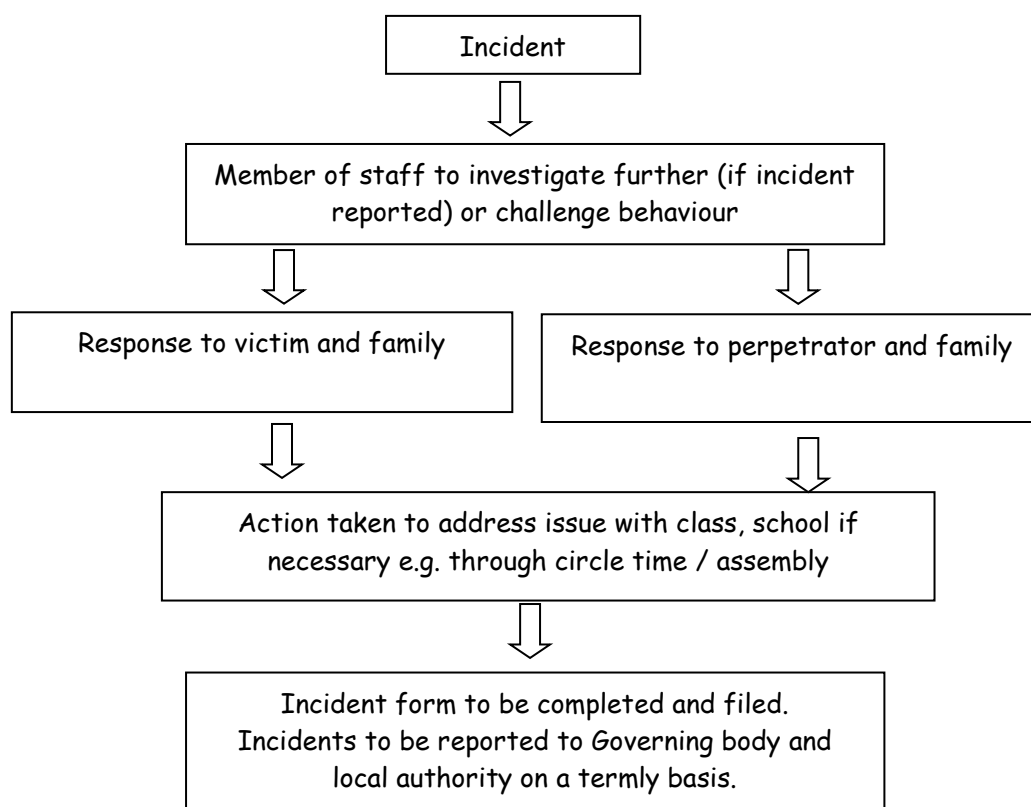 Incident
Member of staff to investigate further (if incident
reported) or challenge behaviour
Response to victim and family
Response to perpetrator and family
Action taken to address issue with class, school if
necessary e.g. through circle time / assembly
Incident form to be completed and filed.
Incidents to be reported to Governing body and
local authority on a termly basis.